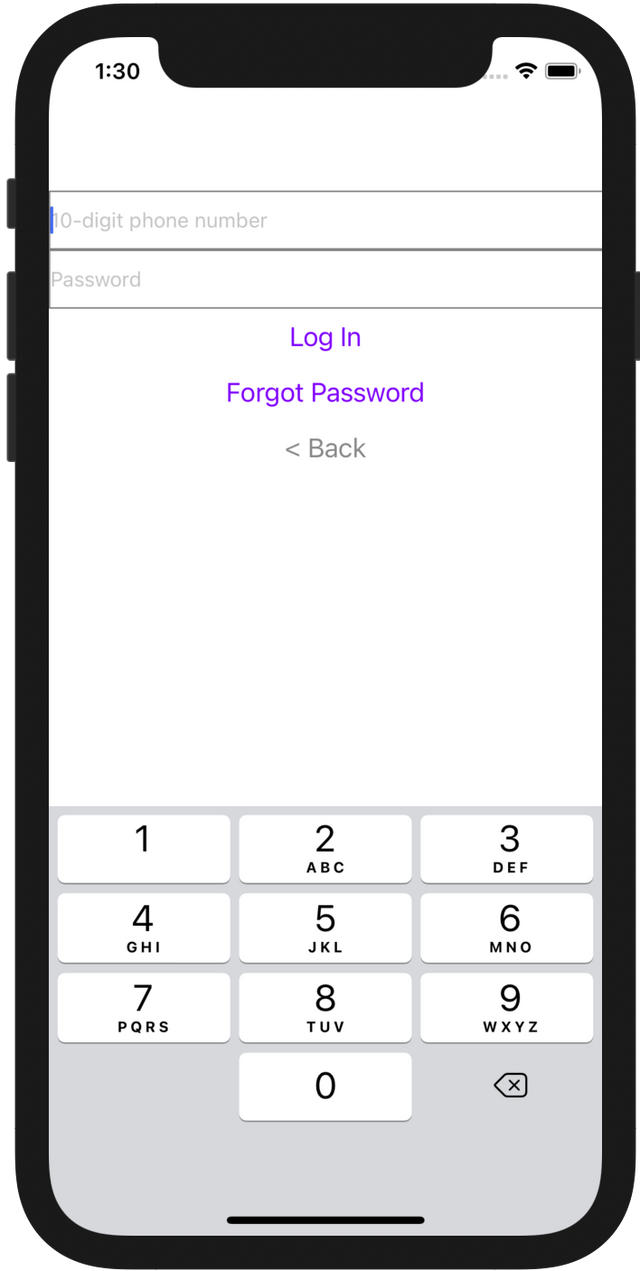 1:30
10-digit phone number
Password
Log In
Forgot Password
< Back
1 2 3
ABC DEF
4 5 6
GHI JKL MNO
7 8 9
PQRS TUV WXYZ
0